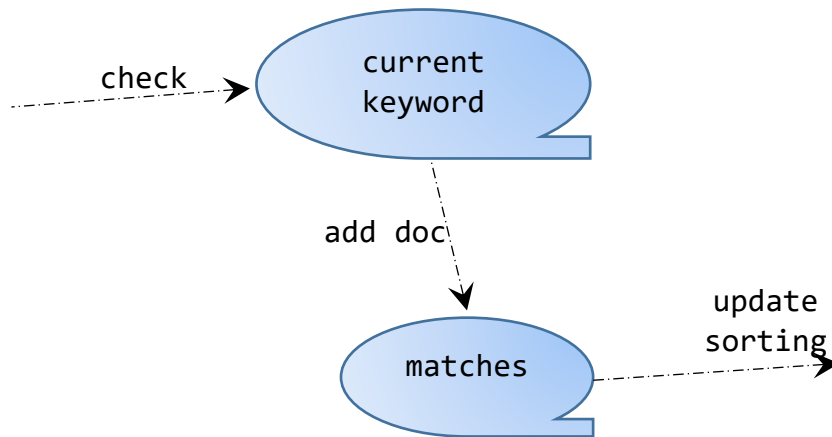 check
current
keyword
add doc
matches
update
sorting